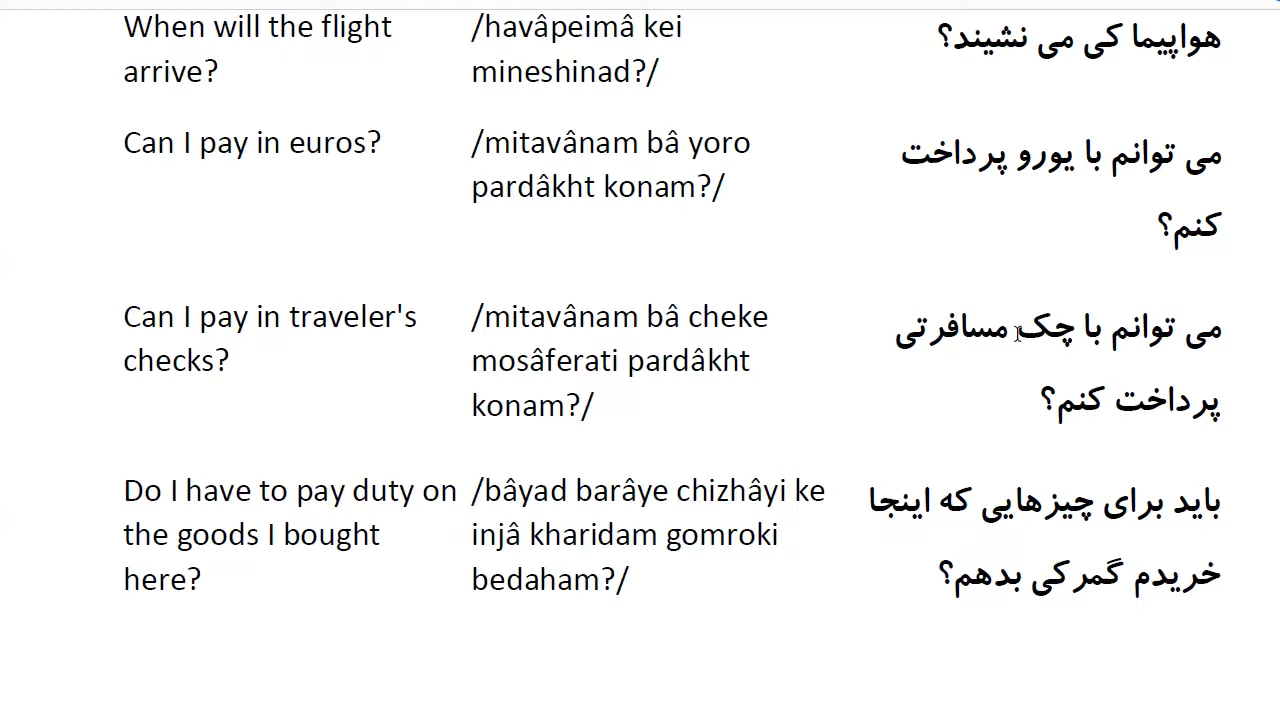 When will the flight
arrive?
/havâpeimâ kei
mineshinad?/
هواپیما کی می نشیند؟
Can I pay in euros?
/mitavânam bâ yoro
pardâkht konam?/
می توانم با یورو پرداخت
کنم؟
Can I pay in traveler's
checks?
/mitavânam bâ cheke
mosâferati pardâkht
konam?/
می توانم با چک مسافرتی
پرداخت کنم؟
Do I have to pay duty on
the goods I bought
here?
/bâyad barâye chizhâyi ke
injâ kharidam gomroki
bedaham?/
باید برای چیزهایی که اینجا
خریدم گمرکی بدهم؟